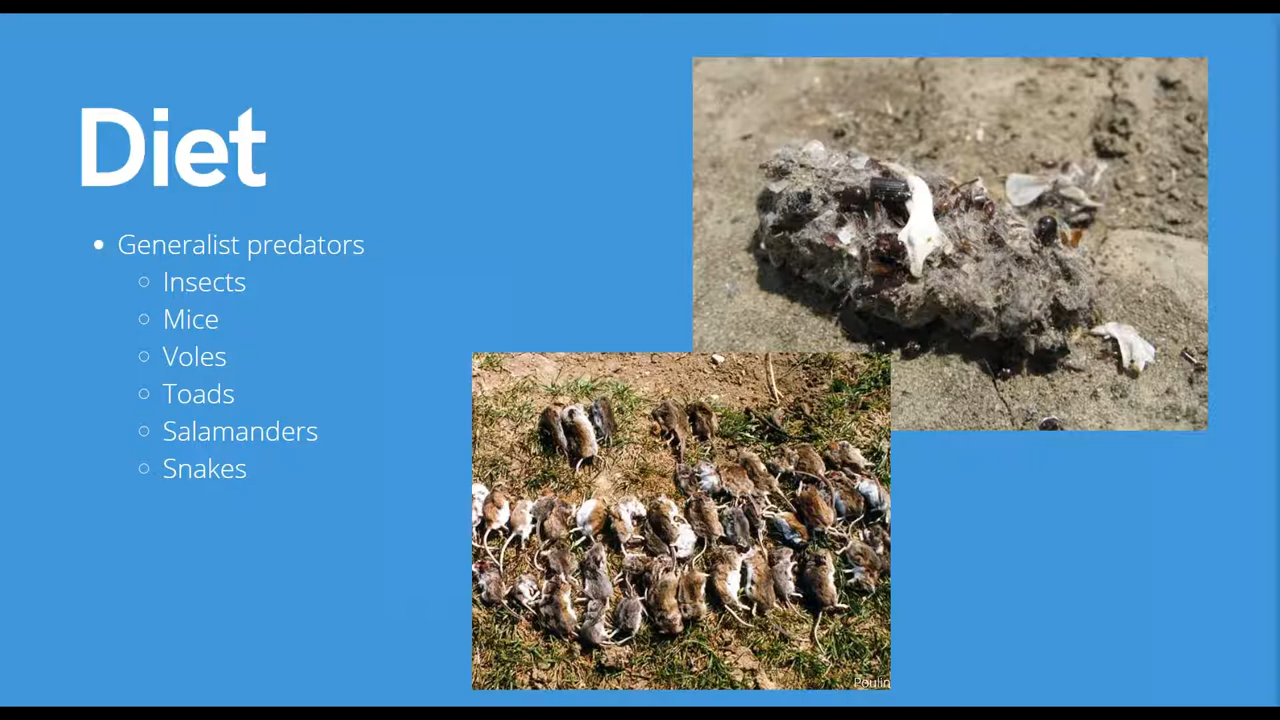 Diet
Generalist predators
Insects
Mice
Voles
Toads
Salamanders
Snakes
Poulin